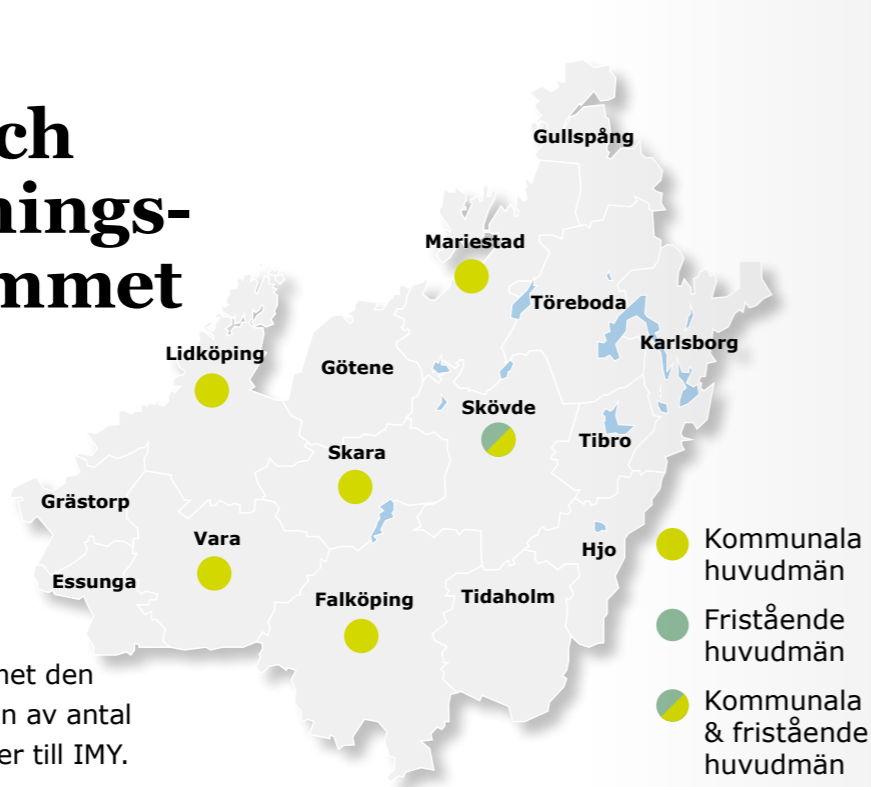 ch
nings-
mmet
Gullspång
Mariestad
Töreboda
Karlsborg
Lidköping
Götene
Skövde
Tibro
Skara
Grästorp
Vara
Hjo
Essunga
Falköping
Tidaholm
Kommunala
huvudmän
Fristående
huvudmän
Kommunala
& fristående
huvudmän
net den
n av antal
er till IMY.